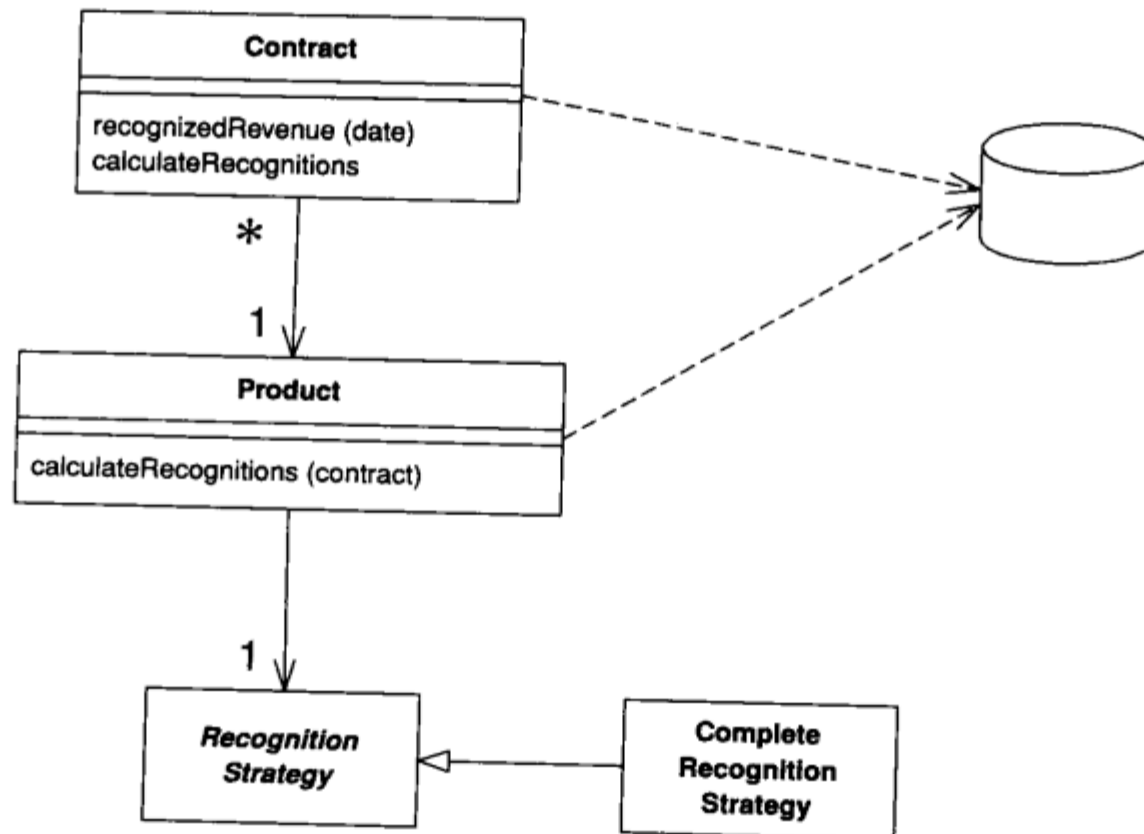 Contract
recognizedRevenue (date)
calculateRecognitions
*
1
Product
calculateRecognitions (contract)
1
Recognition
Strategy
Complete
Recognition
Strategy